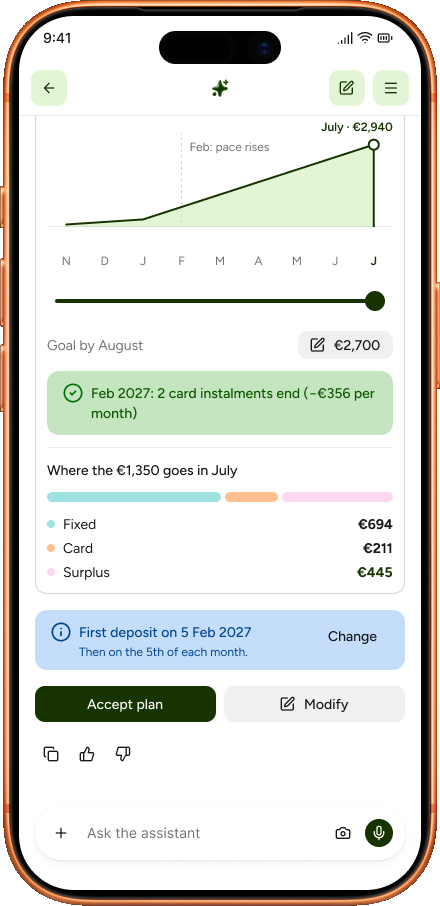 9:41
July · €2,940
Feb: pace rises
N D J F M A M J J
Goal by August
€2,700
Feb 2027: 2 card instalments end (−€356 per
month)
Where the €1,350 goes in July
Fixed €694
Card €211
Surplus €445
First deposit on 5 Feb 2027
Then on the 5th of each month.
Change
Accept plan
Modify
Ask the assistant